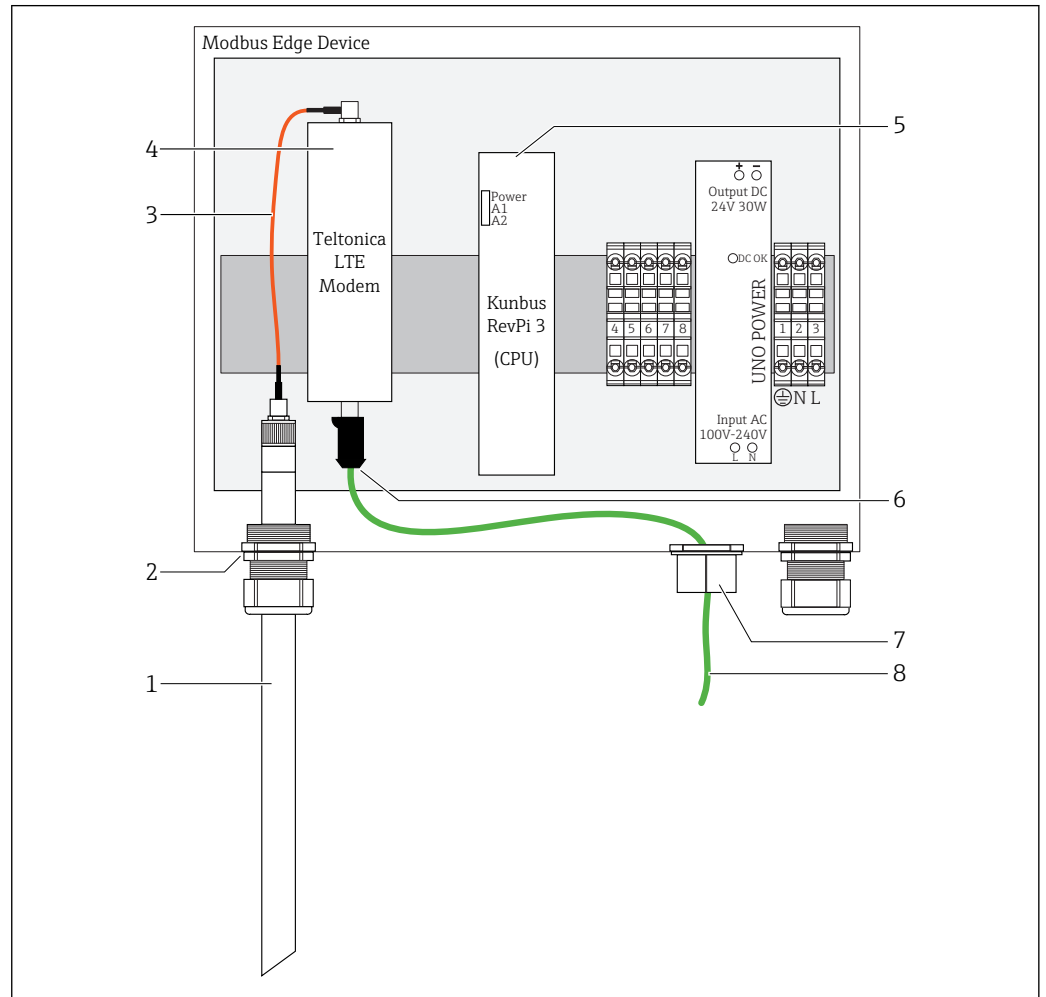 Modbus Edge Device
4
3
Teltonica
LTE
Modem
5
Power
A1
A2
Kunbus
RevPi 3
(CPU)
+ −
Output DC
24V 30W
DC OK
UNO POWER
4 5 6 7 8
1 2 3
N L
Input AC
100V-240V
L N
6
2
7
1
8